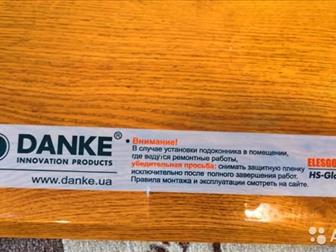 DANKE®
INNOVATION PRODUCTS
www.danke.ua
• Внимание!
В случае установки подоконника в помещении,
где ведутся ремонтные работы,
убедительная просьба: снимать защитную пленку
исключительно после полного завершения работ.
Правила монтажа и эксплуатации смотреть на сайте.
ELESGO
HS-Glo